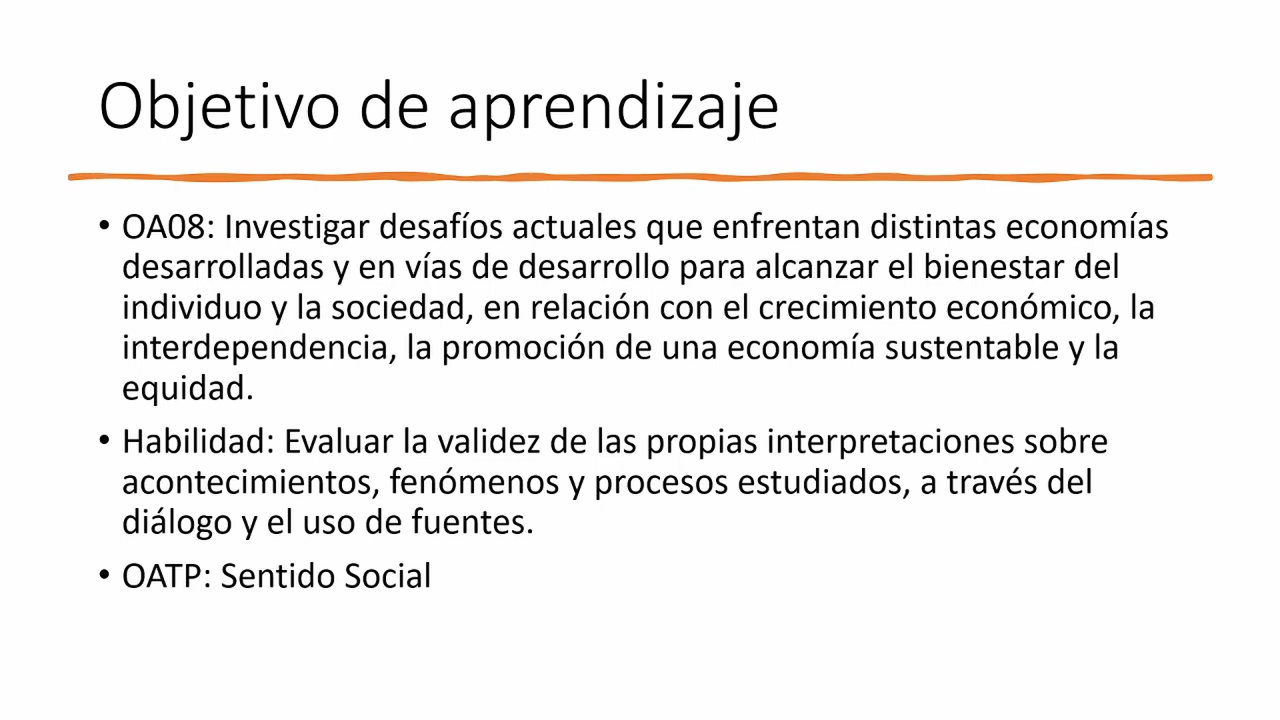 Objetivo de aprendizaje
• OA08: Investigar desafíos actuales que enfrentan distintas economías
desarrolladas y en vías de desarrollo para alcanzar el bienestar del
individuo y la sociedad, en relación con el crecimiento económico, la
interdependencia, la promoción de una economía sustentable y la
equidad.
• Habilidad: Evaluar la validez de las propias interpretaciones sobre
acontecimientos, fenómenos y procesos estudiados, a través del
diálogo y el uso de fuentes.
• OATP: Sentido Social